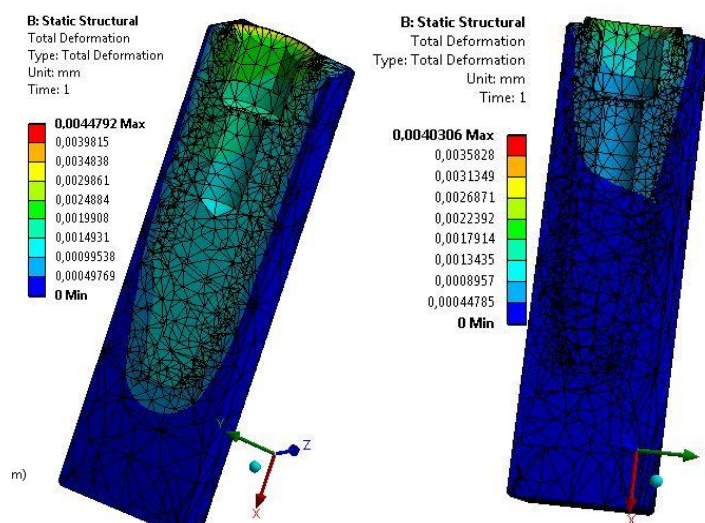 B: Static Structural
Total Deformation
Type: Total Deformation
Unit: mm
Time: 1
0,0044792 Max
0,0039815
0,0034838
0,0029861
0,0024884
0,0019908
0,0014931
0,00099538
0,00049769
0 Min
Y
Z
X
m)
B: Static Structural
Total Deformation
Type: Total Deformation
Unit: mm
Time: 1
0,0040306 Max
0,0035828
0,0031349
0,0026871
0,0022392
0,0017914
0,0013435
0,0008957
0,00044785
0 Min
X